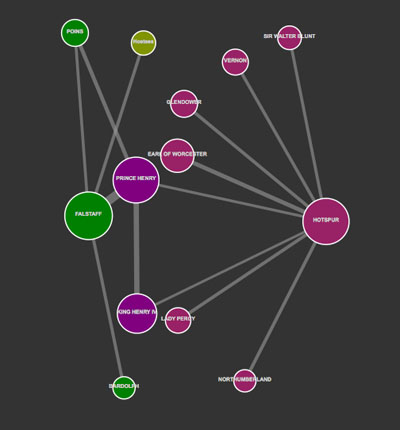 POINS
Hostess
SIR WALTER BLUNT
VERNON
GLENDOWER
EARL OF WORCESTER
PRINCE HENRY
FALSTAFF
HOTSPUR
KING HENRY IV
LADY PERCY
NORTHUMBERLAND
BARDOLPH